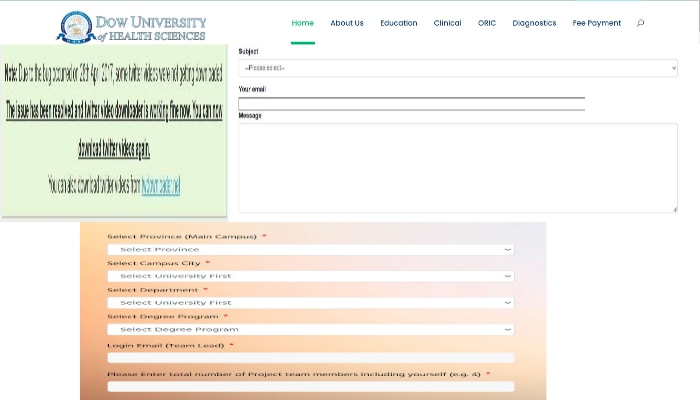 DOW UNIVERSITY
of HEALTH SCIENCES
Home About Us Education Clinical ORIC Diagnostics Fee Payment
Note: Due to the bug occurred on 26th April 2017, some twitter videos were not getting downloaded
The issue has been resolved and twitter video downloader is working fine now. You can now
download twitter videos again.
You can also download twitter videos from
Subject
--Please select--
Your email
Message
Select Province (Main Campus) *
Select Province
Select Campus City *
Select University First
Select Department *
Select University First
Select Degree Program *
Select Degree Program
Login Email (Team Lead) *
Please Enter total number of Project team members including yourself (e.g. 4) *